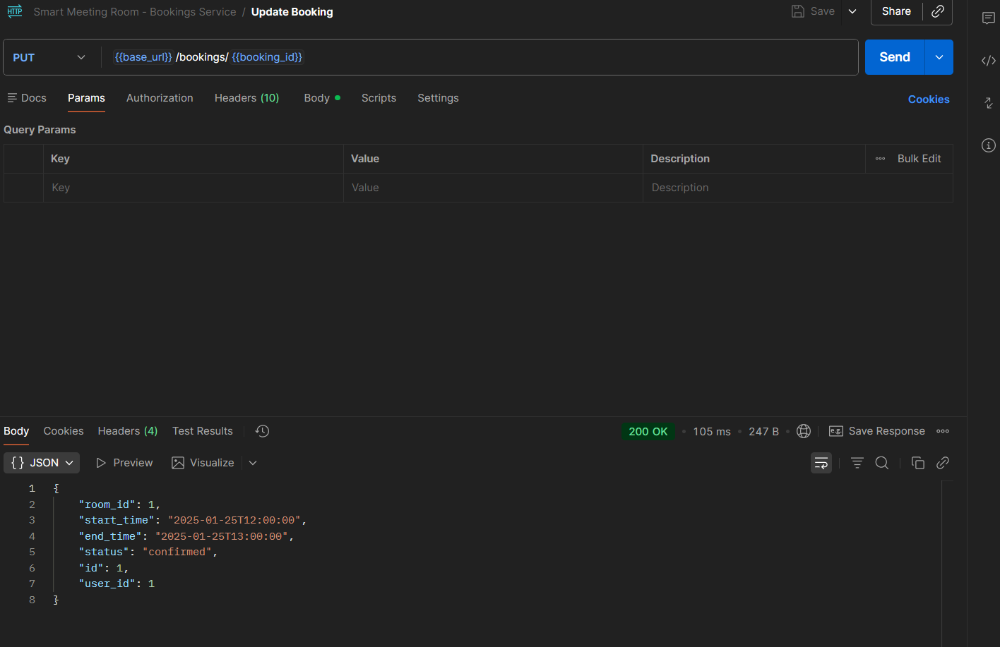 HTTP Smart Meeting Room - Bookings Service / Update Booking Save Share
PUT {{base_url}} /bookings/ {{booking_id}} Send
Docs Params Authorization Headers (10) Body Scripts Settings Cookies
Query Params
Key Value Description Bulk Edit
Key Value Description
Body Cookies Headers (4) Test Results 200 OK 105 ms 247 B e.g. Save Response
{ } JSON Preview Visualize
1 {
2 "room_id": 1,
3 "start_time": "2025-01-25T12:00:00",
4 "end_time": "2025-01-25T13:00:00",
5 "status": "confirmed",
6 "id": 1,
7 "user_id": 1
8 }